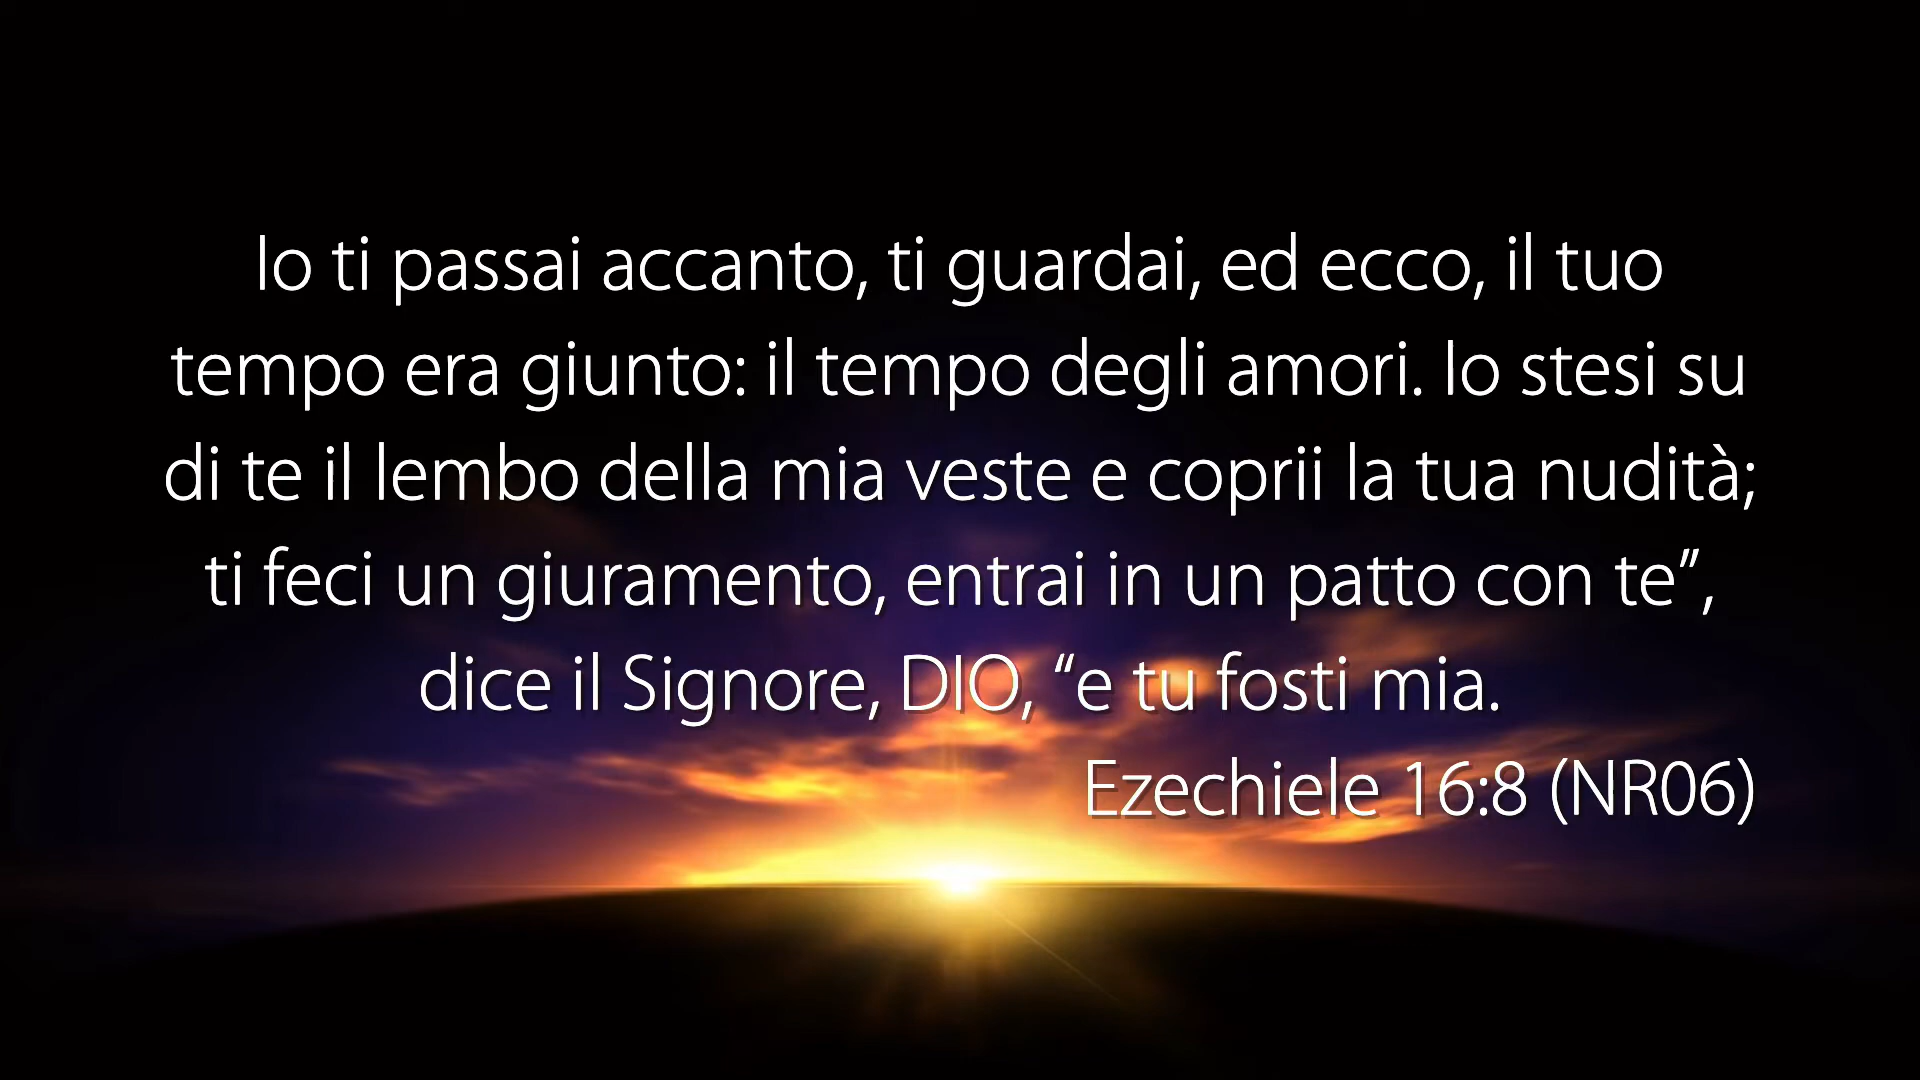 Io ti passai accanto, ti guardai, ed ecco, il tuo
tempo era giunto: il tempo degli amori. Io stesi su
di te il lembo della mia veste e coprii la tua nudità;
ti feci un giuramento, entrai in un patto con te”,
dice il Signore, DIO, “e tu fosti mia.
Ezechiele 16:8 (NR06)